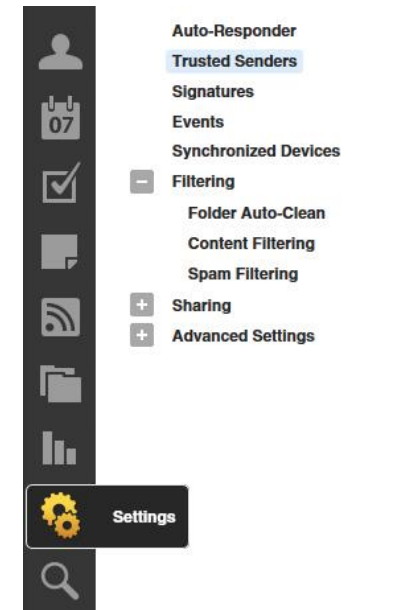 Auto-Responder
Trusted Senders
Signatures
07
Events
Synchronized Devices
Filtering
Folder Auto-Clean
Content Filtering
Spam Filtering
Sharing
Advanced Settings
Settings